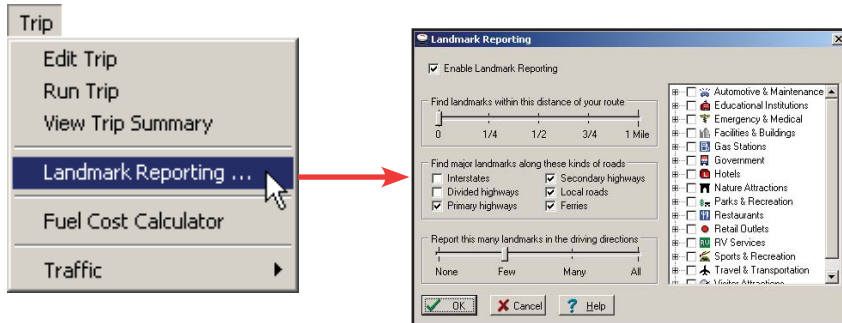 Trip
Edit Trip
Run Trip
View Trip Summary
Landmark Reporting ...
Fuel Cost Calculator
Traffic
Landmark Reporting
Enable Landmark Reporting
Find landmarks within this distance of your route
0 1/4 1/2 3/4 1 Mile
Find major landmarks along these kinds of roads
Interstates
Divided highways
Primary highways
Secondary highways
Local roads
Ferries
Report this many landmarks in the driving directions
None Few Many All
Automotive & Maintenance
Educational Institutions
Emergency & Medical
Facilities & Buildings
Gas Stations
Government
Hotels
Nature Attractions
Parks & Recreation
Restaurants
Retail Outlets
RV RV Services
Sports & Recreation
Travel & Transportation
Visitor Attractions
OK Cancel Help